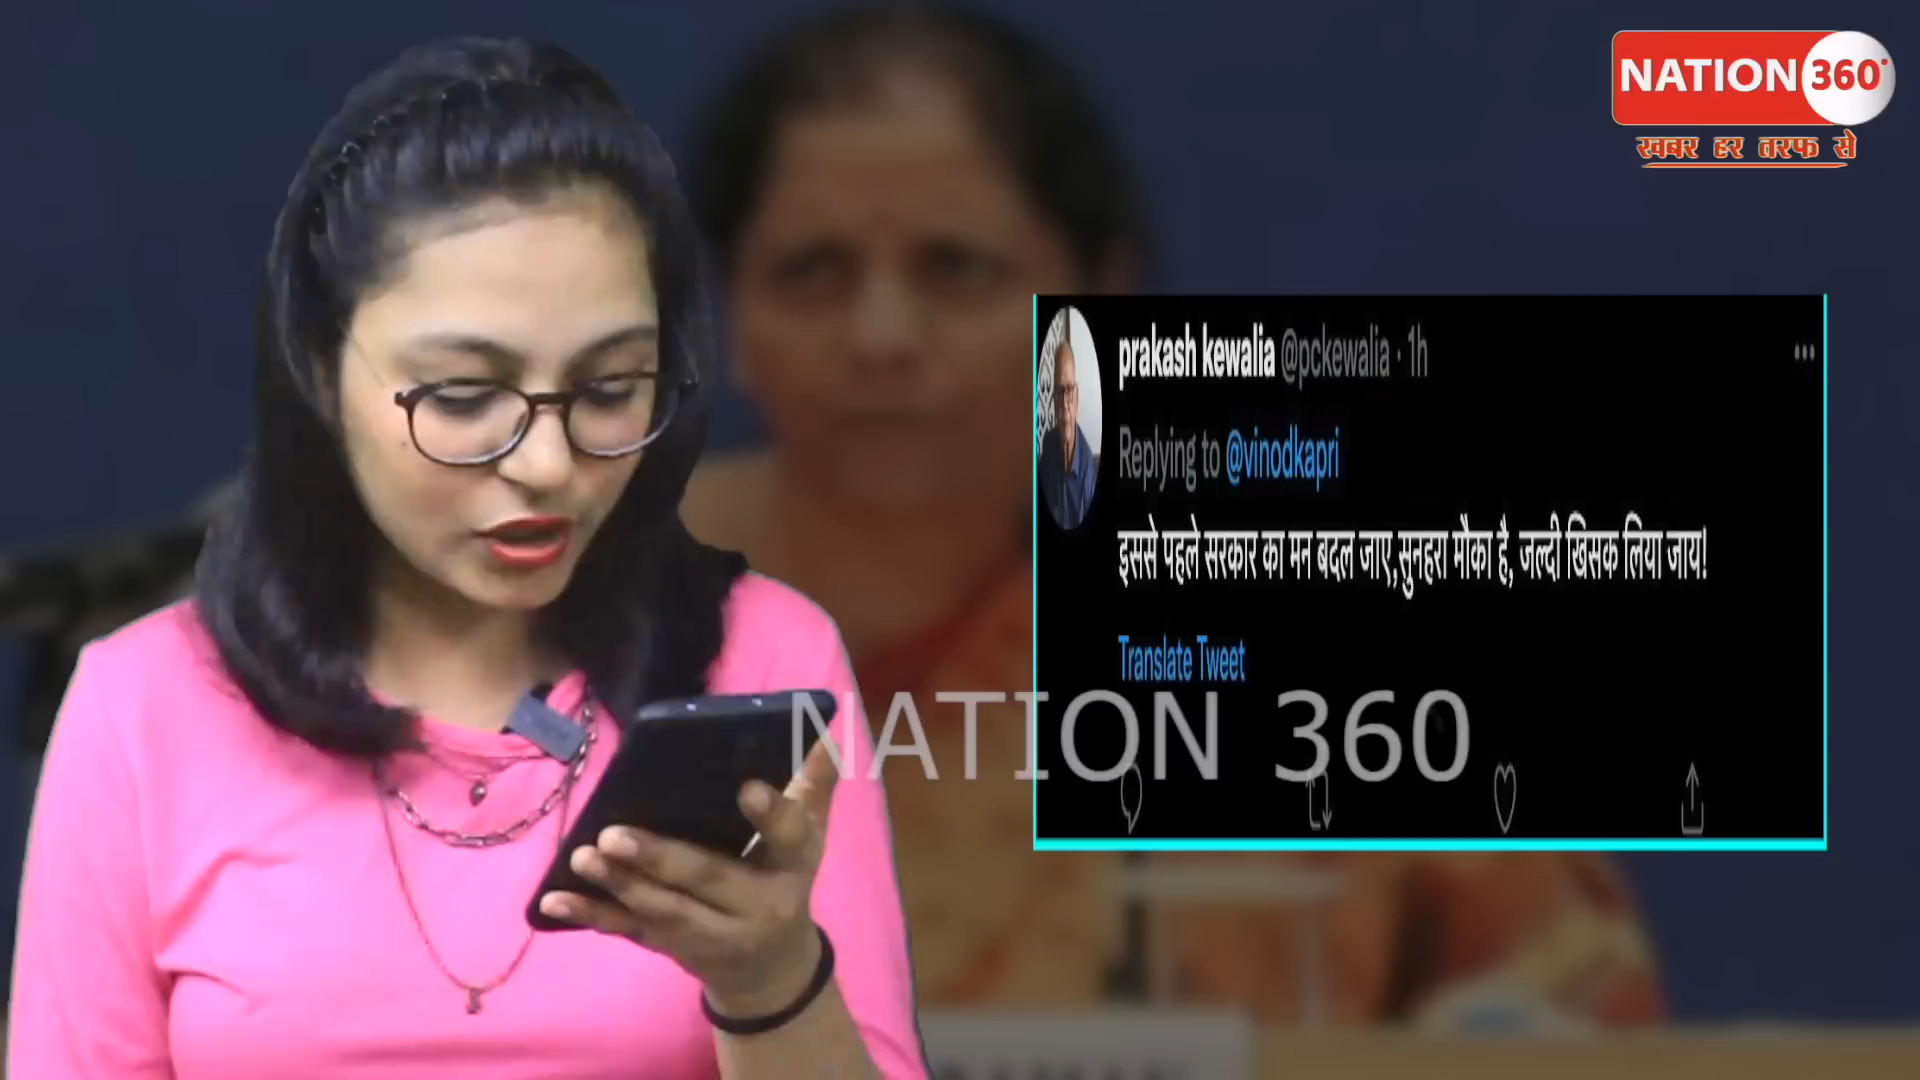 NATION 360
खबर हर तरफ से
prakash kewalia @pckewalia · 1h
Replying to @vinodkapri
इससे पहले सरकार का मन बदल जाए,सुनहरा मौका है, जल्दी खिसक लिया जाय!
Translate Tweet
NATION 360